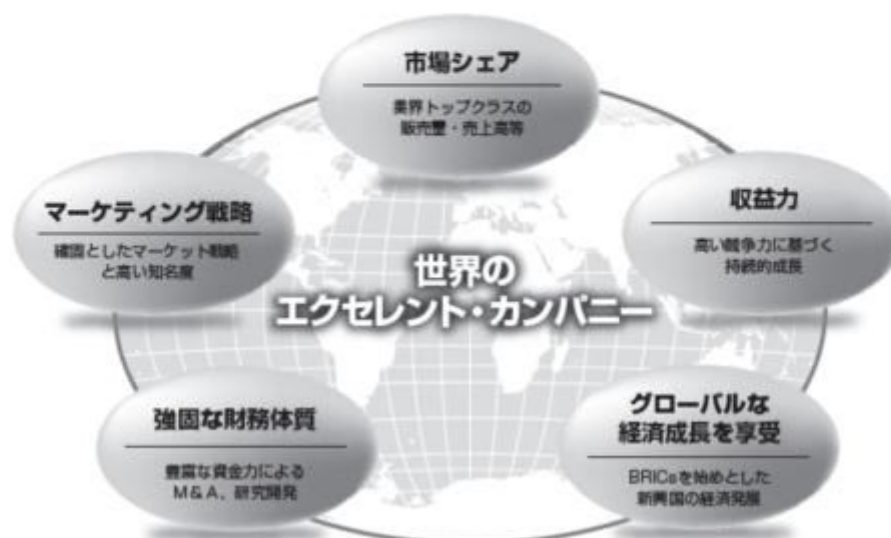 市場シェア
業界トップクラスの
販売量・売上高等
マーケティング戦略
確固としたマーケット戦略
と高い知名度
収益力
高い競争力に基づく
持続的成長
世界の
エクセレント・カンパニー
強固な財務体質
豊富な資金力による
M&A、研究開発
グローバルな
経済成長を享受
BRICsを始めとした
新興国の経済発展